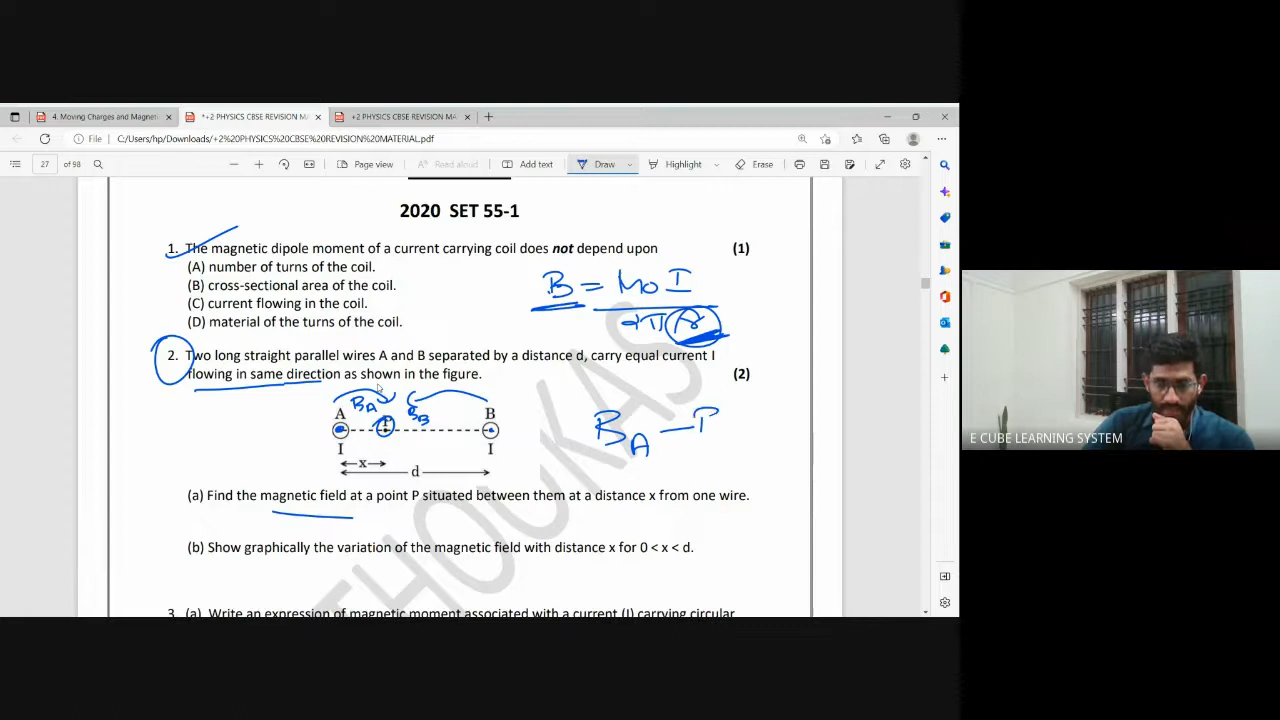 4. Moving Charges and Magneti
*+2 PHYSICS CBSE REVISION MA
+2 PHYSICS CBSE REVISION MA
File
C:/Users/hp/Downloads/+2%20PHYSICS%20CBSE%20REVISION%20MATERIAL.pdf
27 of 98
Page view
Read aloud
Add text
Draw
Highlight
Erase
2020 SET 55-1
1. The magnetic dipole moment of a current carrying coil does not depend upon (1)
(A) number of turns of the coil.
(B) cross-sectional area of the coil.
(C) current flowing in the coil.
(D) material of the turns of the coil.
B = μ0 I
2π r
2. Two long straight parallel wires A and B separated by a distance d, carry equal current I
flowing in same direction as shown in the figure. (2)
BA BB
A P B
I I
x
d
BA – P
(a) Find the magnetic field at a point P situated between them at a distance x from one wire.
(b) Show graphically the variation of the magnetic field with distance x for 0 < x < d.
3. (a) Write an expression of magnetic moment associated with a current (I) carrying circular
THOUKAS
E CUBE LEARNING SYSTEM